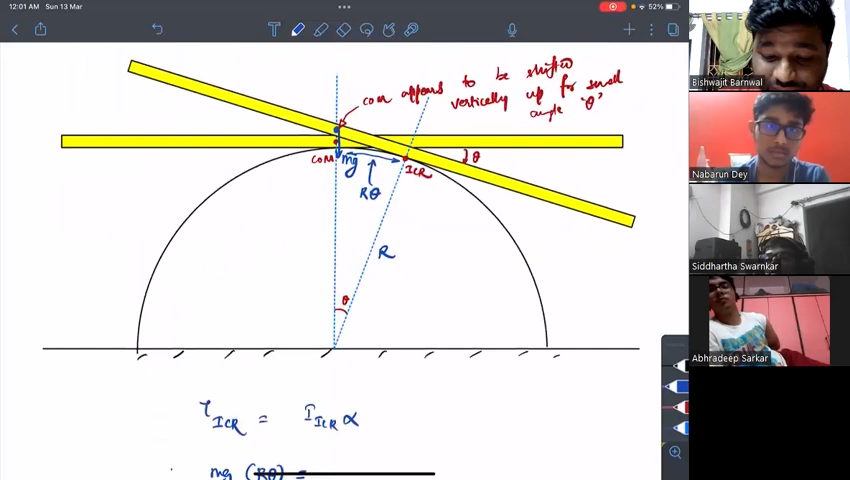 12:01 AM Sun 13 Mar
52%
com appears to be shifted
vertically up for small
angle 'θ'
com
mg
Rθ
ICR
θ
R
θ
τICR = IICR α
mg (Rθ) =
Bishwajit Barnwal
Nabarun Dey
Siddhartha Swarnkar
Abhradeep Sarkar